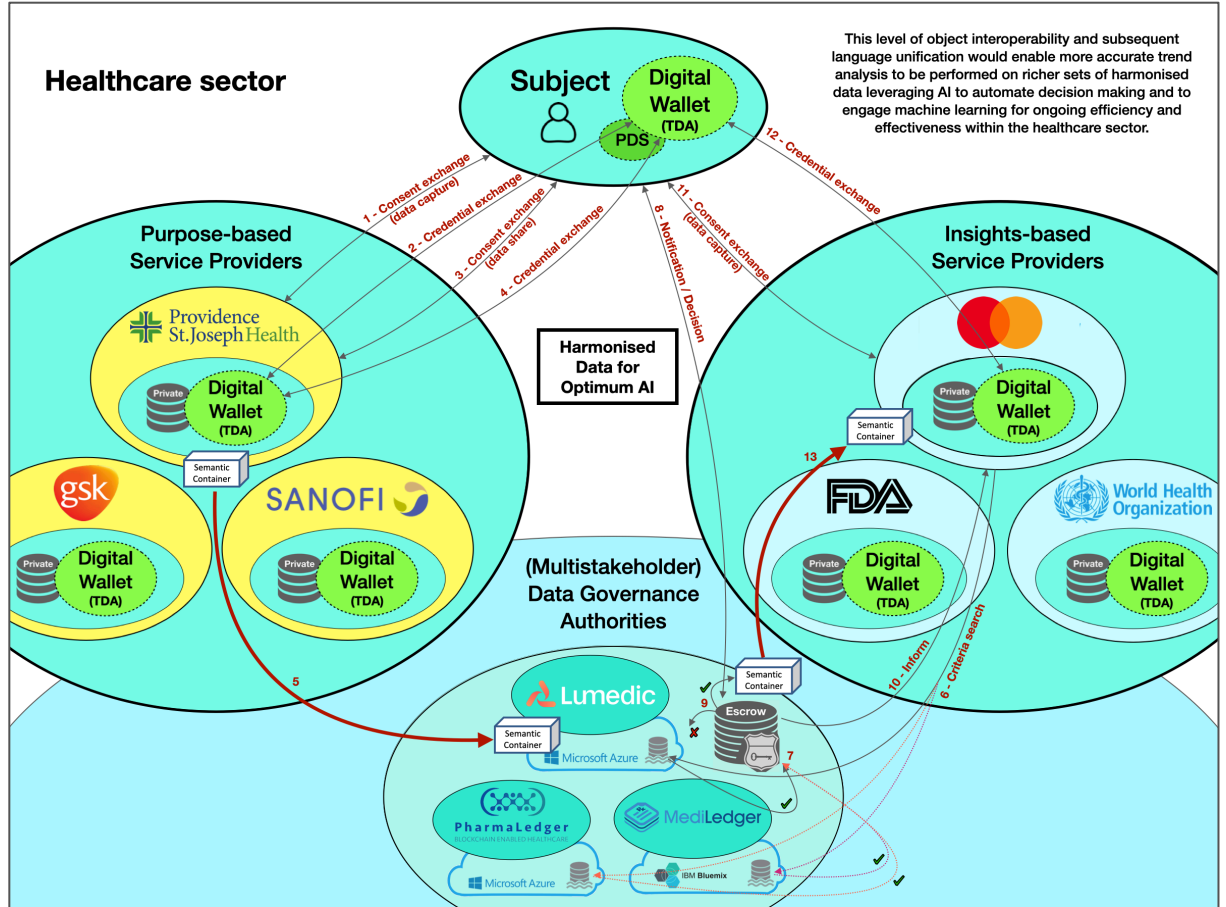 Healthcare sector
This level of object interoperability and subsequent
language unification would enable more accurate trend
analysis to be performed on richer sets of harmonised
data leveraging AI to automate decision making and to
engage machine learning for ongoing efficiency and
effectiveness within the healthcare sector.
Subject
Digital
Wallet
(TDA)
PDS
1 - Consent exchange
(data capture)
2 - Credential exchange
3 - Consent exchange
(data share)
4 - Credential exchange
8 - Notification / Decision
11 - Consent exchange
(data capture)
12 - Credential exchange
Purpose-based
Service Providers
Providence
St.Joseph Health
Private
Digital
Wallet
(TDA)
Semantic
Container
gsk
Private
Digital
Wallet
(TDA)
SANOFI
Private
Digital
Wallet
(TDA)
Harmonised
Data for
Optimum AI
Insights-based
Service Providers
Private
Digital
Wallet
(TDA)
Semantic
Container
13
FDA
Private
Digital
Wallet
(TDA)
World Health
Organization
Private
Digital
Wallet
(TDA)
(Multistakeholder)
Data Governance
Authorities
5
10 - Inform
6 - Criteria search
Lumedic
Semantic
Container
Microsoft Azure
Semantic
Container
9
Escrow
7
PharmaLedger
BLOCKCHAIN ENABLED HEALTHCARE
Microsoft Azure
MediLedger
IBM Bluemix